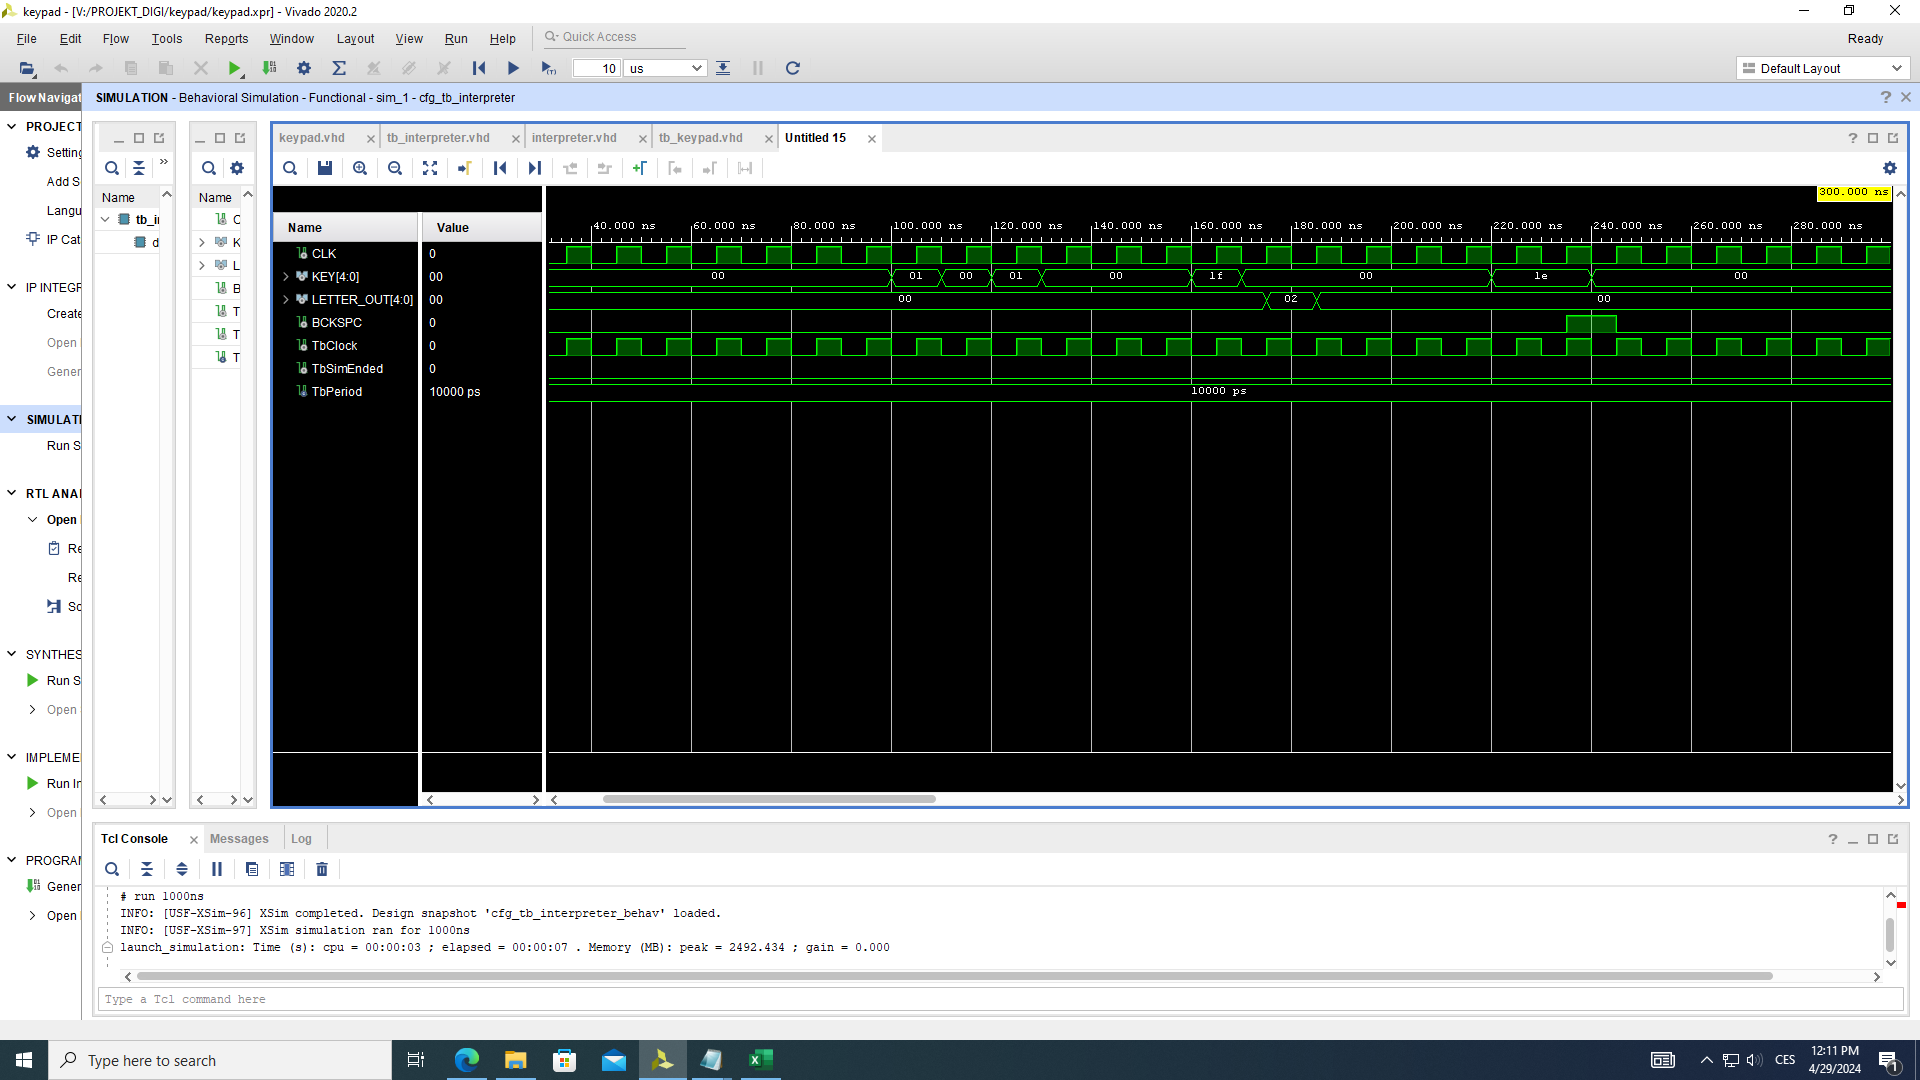 keypad - [V:/PROJEKT_DIGI/keypad/keypad.xpr] - Vivado 2020.2
File Edit Flow Tools Reports Window Layout View Run Help
Quick Access
Ready
10 us
Default Layout
Flow Navigat
SIMULATION - Behavioral Simulation - Functional - sim_1 - cfg_tb_interpreter
PROJECT
Setting
Add S
Langu
IP Cat
IP INTEGR
Create
Open
Gener
SIMULATI
Run S
RTL ANA
Open
Re
Re
Sc
SYNTHES
Run S
Open
IMPLEME
Run In
Open
PROGRAM
Gener
Open
Name
tb_i
d
Name
C
K
L
B
T
T
T
keypad.vhd tb_interpreter.vhd interpreter.vhd tb_keypad.vhd Untitled 15
300.000 ns
Name Value
40.000 ns 60.000 ns 80.000 ns 100.000 ns 120.000 ns 140.000 ns 160.000 ns 180.000 ns 200.000 ns 220.000 ns 240.000 ns 260.000 ns 280.000 ns
CLK 0
KEY[4:0] 00 00 01 00 01 00 1f 00 1e 00
LETTER_OUT[4:0] 00 00 02 00
BCKSPC 0
TbClock 0
TbSimEnded 0
TbPeriod 10000 ps 10000 ps
Tcl Console Messages Log
# run 1000ns
INFO: [USF-XSim-96] XSim completed. Design snapshot 'cfg_tb_interpreter_behav' loaded.
INFO: [USF-XSim-97] XSim simulation ran for 1000ns
launch_simulation: Time (s): cpu = 00:00:03 ; elapsed = 00:00:07 . Memory (MB): peak = 2492.434 ; gain = 0.000
Type a Tcl command here
Type here to search
CES
12:11 PM
4/29/2024
1